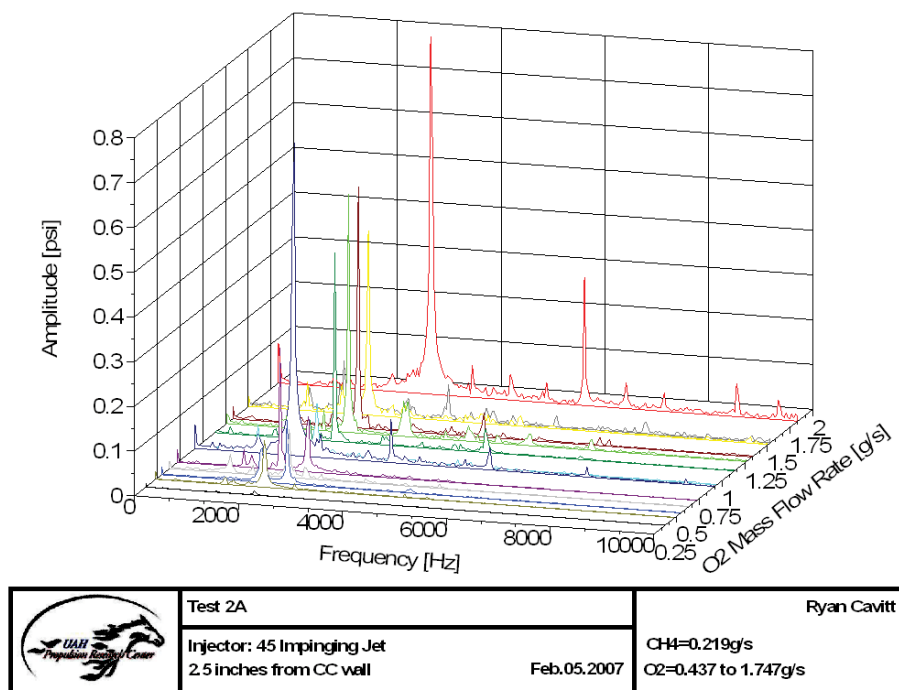 0.8
0.7
0.6
0.5
0.4
0.3
0.2
0.1
0
Amplitude [psi]
0
2000
4000
6000
8000
10000
Frequency [Hz]
0.25
0.5
0.75
1
1.25
1.5
1.75
2
O2 Mass Flow Rate [g/s]
UAH
Propulsion Research Center
Test 2A
Injector: 45 Impinging Jet
2.5 inches from CC wall
Feb.05.2007
Ryan Cavitt
CH4=0.219g/s
O2=0.437 to 1.747g/s